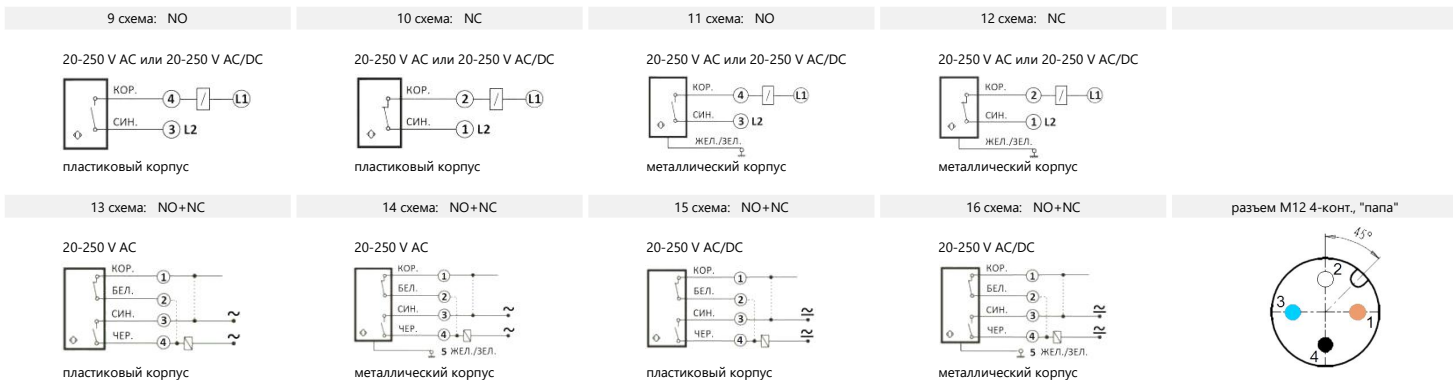 9 схема: NO
10 схема: NC
11 схема: NO
12 схема: NC
20-250 V AC или 20-250 V AC/DC
КОР.
4
L1
СИН.
3 L2
пластиковый корпус
20-250 V AC или 20-250 V AC/DC
КОР.
2
L1
СИН.
1 L2
пластиковый корпус
20-250 V AC или 20-250 V AC/DC
КОР.
4
L1
СИН.
3 L2
ЖЕЛ./ЗЕЛ.
металлический корпус
20-250 V AC или 20-250 V AC/DC
КОР.
2
L1
СИН.
1 L2
ЖЕЛ./ЗЕЛ.
металлический корпус
13 схема: NO+NC
14 схема: NO+NC
15 схема: NO+NC
16 схема: NO+NC
разъем М12 4-конт., "папа"
20-250 V AC
КОР. 1
БЕЛ. 2
СИН. 3 ~
ЧЕР. 4 ~
пластиковый корпус
20-250 V AC
КОР. 1
БЕЛ. 2
СИН. 3 ~
ЧЕР. 4 ~
5 ЖЕЛ./ЗЕЛ.
металлический корпус
20-250 V AC/DC
КОР. 1
БЕЛ. 2
СИН. 3
ЧЕР. 4
пластиковый корпус
20-250 V AC/DC
КОР. 1
БЕЛ. 2
СИН. 3
ЧЕР. 4
5 ЖЕЛ./ЗЕЛ.
металлический корпус
45°
2
3
1
4